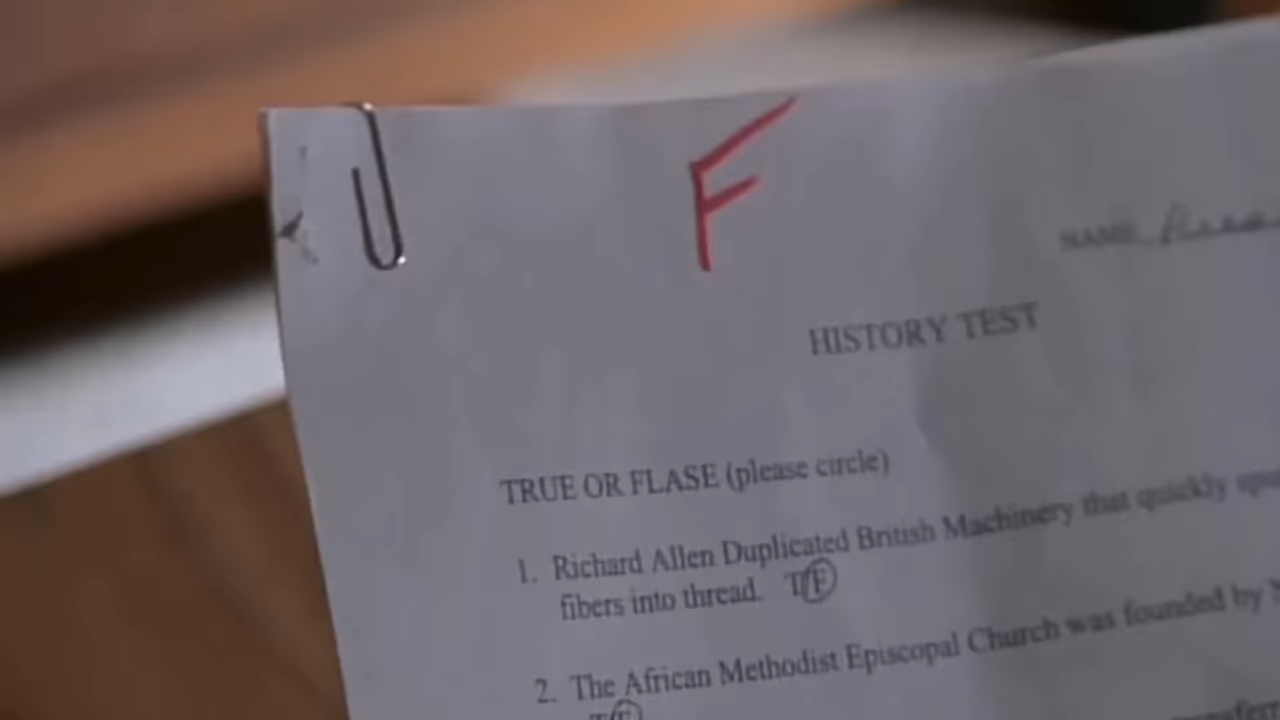 F
NAME
HISTORY TEST
TRUE OR FLASE (please circle)
1. Richard Allen Duplicated British Machinery that quickly
fibers into thread. T/F
2. The African Methodist Episcopal Church was founded by
T/F